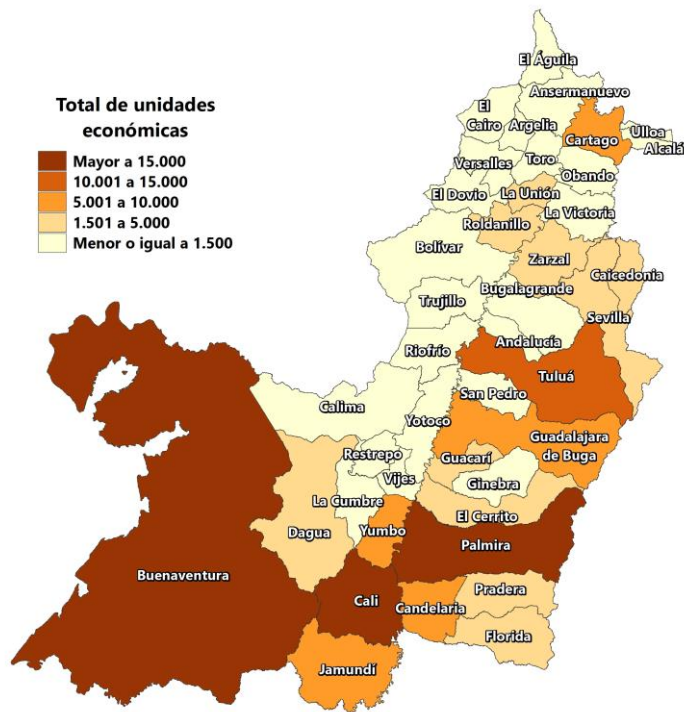 Total de unidades
económicas
Mayor a 15.000
10.001 a 15.000
5.001 a 10.000
1.501 a 5.000
Menor o igual a 1.500
El Águila
Ansermanuevo
El
Cairo
Argelia
Cartago
Ulloa
Alcalá
Versalles
Toro
Obando
El Dovio
La Unión
La Victoria
Roldanillo
Bolívar
Zarzal
Caicedonia
Trujillo
Bugalagrande
Sevilla
Riofrío
Andalucía
Tuluá
Calima
Yotoco
San Pedro
Guadalajara
de Buga
Restrepo
Guacarí
Vijes
Ginebra
La Cumbre
El Cerrito
Dagua
Yumbo
Palmira
Buenaventura
Cali
Candelaria
Pradera
Florida
Jamundí